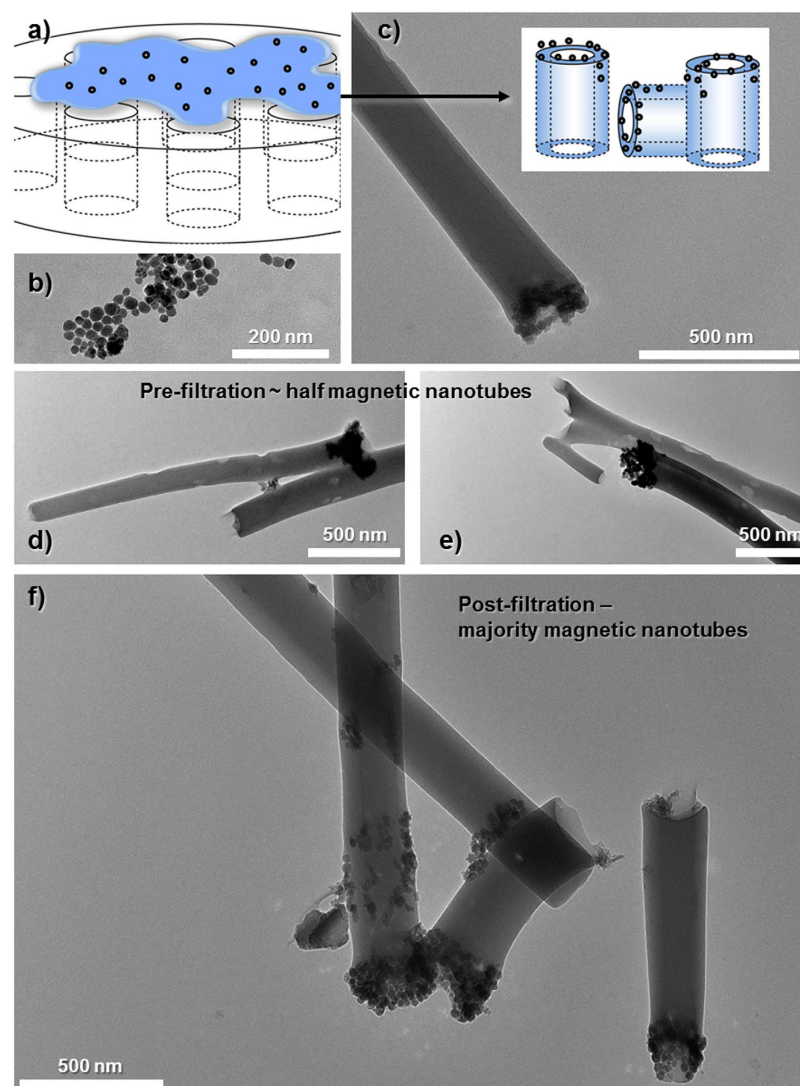 a)
c)
b)
200 nm
500 nm
Pre-filtration ~ half magnetic nanotubes
d)
500 nm
e)
500 nm
f)
Post-filtration –
majority magnetic nanotubes
500 nm